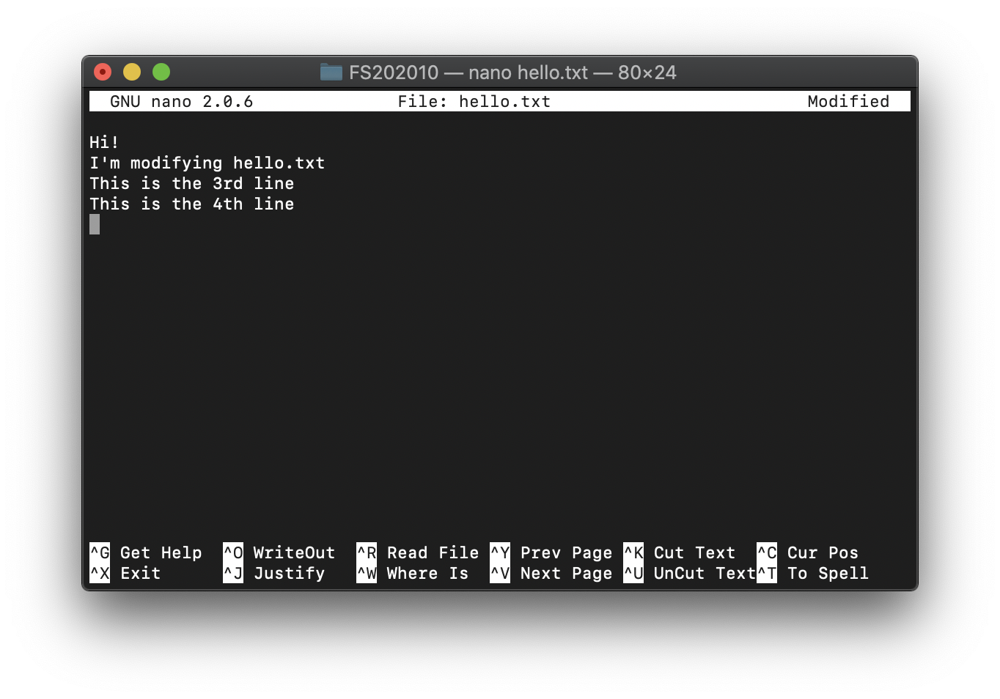 FS202010 — nano hello.txt — 80×24
GNU nano 2.0.6 File: hello.txt Modified
Hi!
I'm modifying hello.txt
This is the 3rd line
This is the 4th line
^G Get Help ^O WriteOut ^R Read File ^Y Prev Page ^K Cut Text ^C Cur Pos
^X Exit ^J Justify ^W Where Is ^V Next Page ^U UnCut Text ^T To Spell